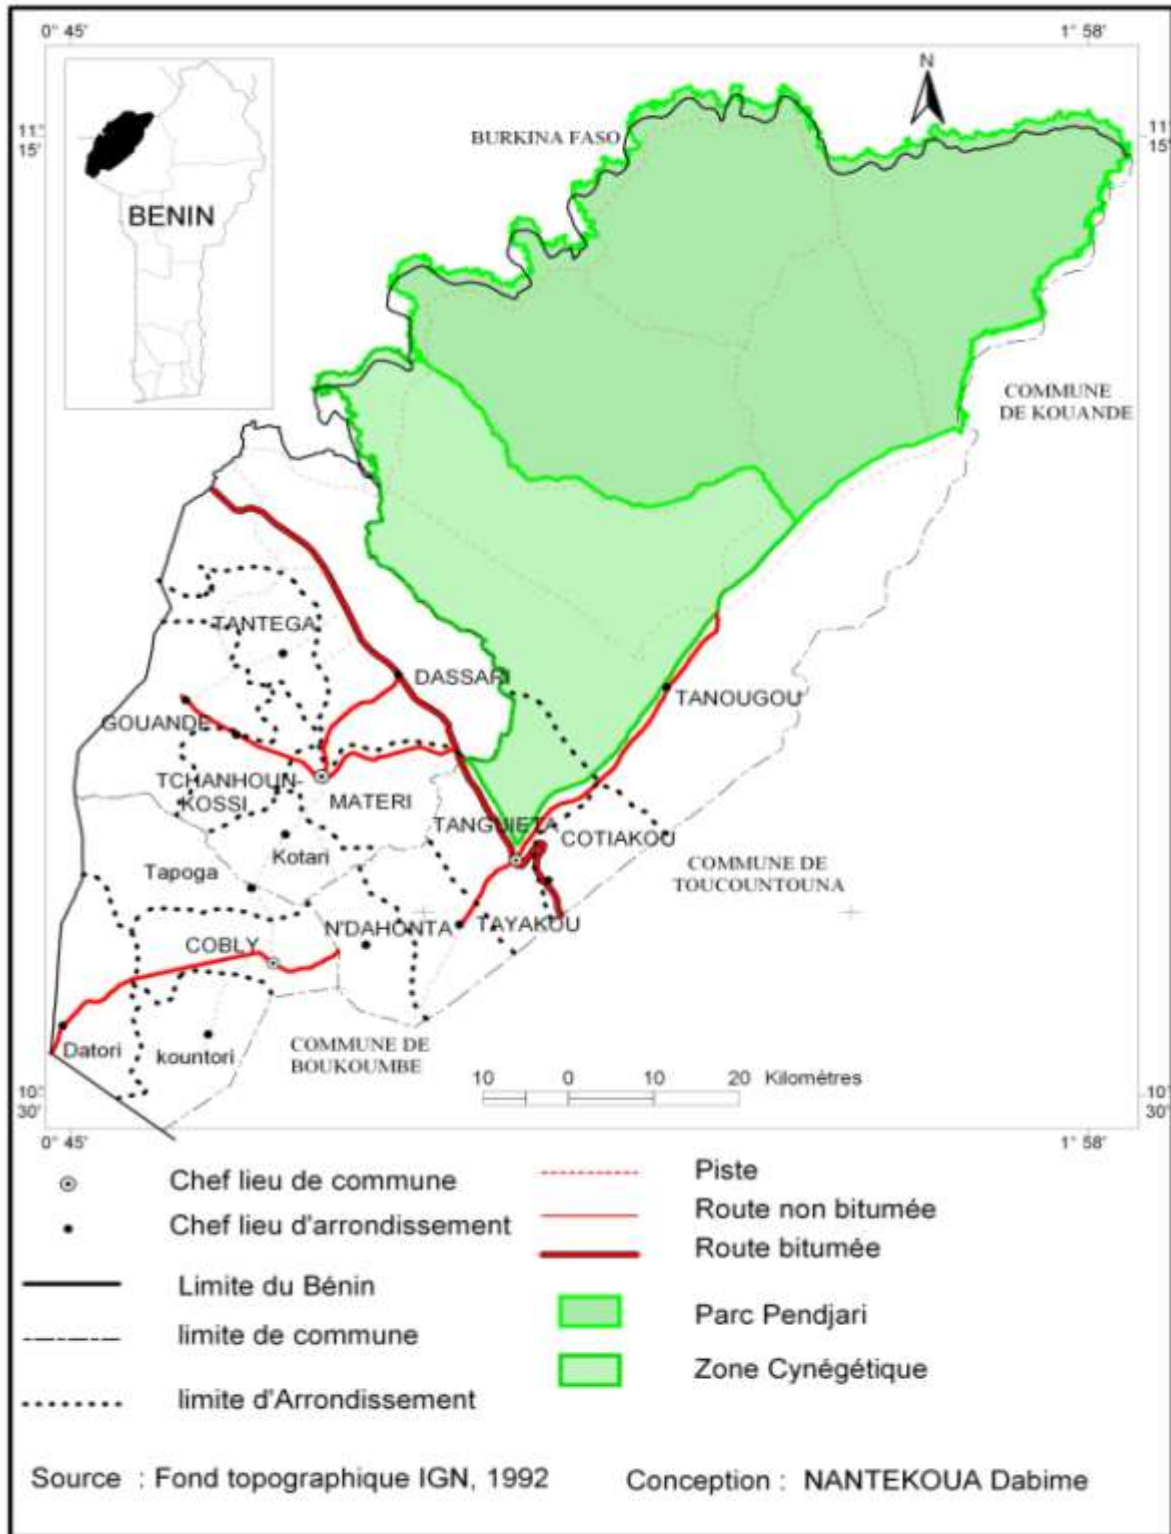 0° 45'
1° 58'
N
11°
15'
11°
15'
BURKINA FASO
BENIN
COMMUNE
DE KOUANDE
TANTEGA
DASSARI
TANOUGOU
GOUANDE
TCHANHOUN-
KOSSI
MATERI
TANGUIETA
COTIAKOU
Kotari
COMMUNE DE
TOUCOUNTOUNA
Tapoga
N'DAHONTA
TAYAKOU
COBLY
Datori
kountori
COMMUNE DE
BOUKOUMBE
10 0 10 20 Kilomètres
10°
30'
10°
30'
0° 45'
1° 58'
Chef lieu de commune
Chef lieu d'arrondissement
Limite du Bénin
limite de commune
limite d'Arrondissement
Piste
Route non bitumée
Route bitumée
Parc Pendjari
Zone Cynégétique
Source : Fond topographique IGN, 1992
Conception : NANTEKOUA Dabime